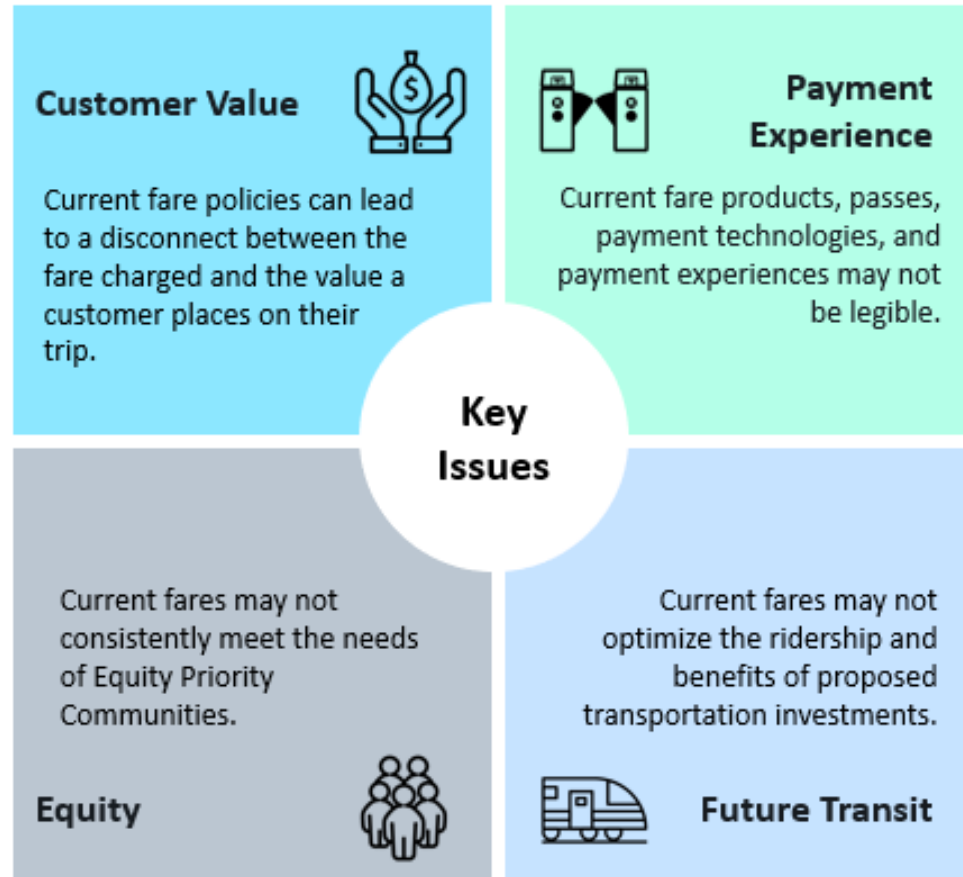 Customer Value
Current fare policies can lead
to a disconnect between the
fare charged and the value a
customer places on their
trip.
Payment
Experience
Current fare products, passes,
payment technologies, and
payment experiences may not
be legible.
Key
Issues
Current fares may not
consistently meet the needs
of Equity Priority
Communities.
Equity
Current fares may not
optimize the ridership and
benefits of proposed
transportation investments.
Future Transit
$